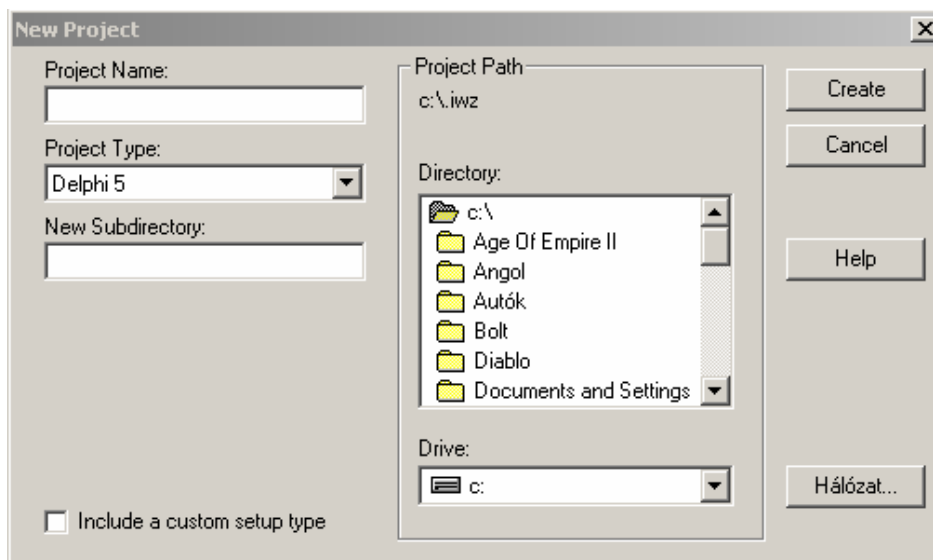 New Project
Project Name:
Project Type:
Delphi 5
New Subdirectory:
Include a custom setup type
Project Path
c:\.iwz
Directory:
c:\
Age Of Empire II
Angol
Autók
Bolt
Diablo
Documents and Settings
Drive:
c:
Create
Cancel
Help
Hálózat...